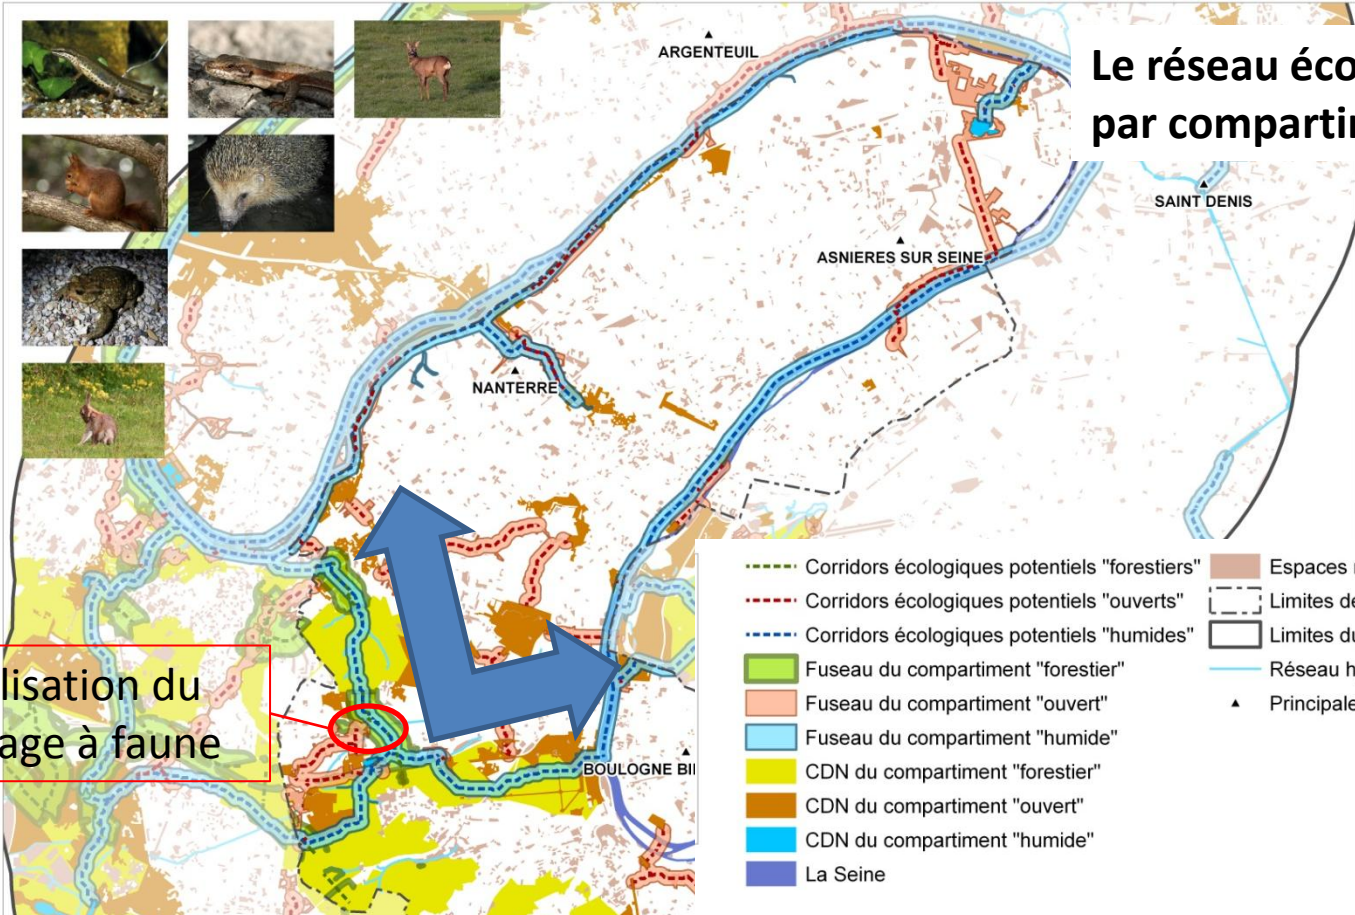 Le réseau éco
par compartin
ARGENTEUIL
SAINT DENIS
ASNIERES SUR SEINE
NANTERRE
BOULOGNE BI
lisation du
age à faune
Corridors écologiques potentiels "forestiers"
Corridors écologiques potentiels "ouverts"
Corridors écologiques potentiels "humides"
Fuseau du compartiment "forestier"
Fuseau du compartiment "ouvert"
Fuseau du compartiment "humide"
CDN du compartiment "forestier"
CDN du compartiment "ouvert"
CDN du compartiment "humide"
La Seine
Espaces
Limites de
Limites du
Réseau h
Principale